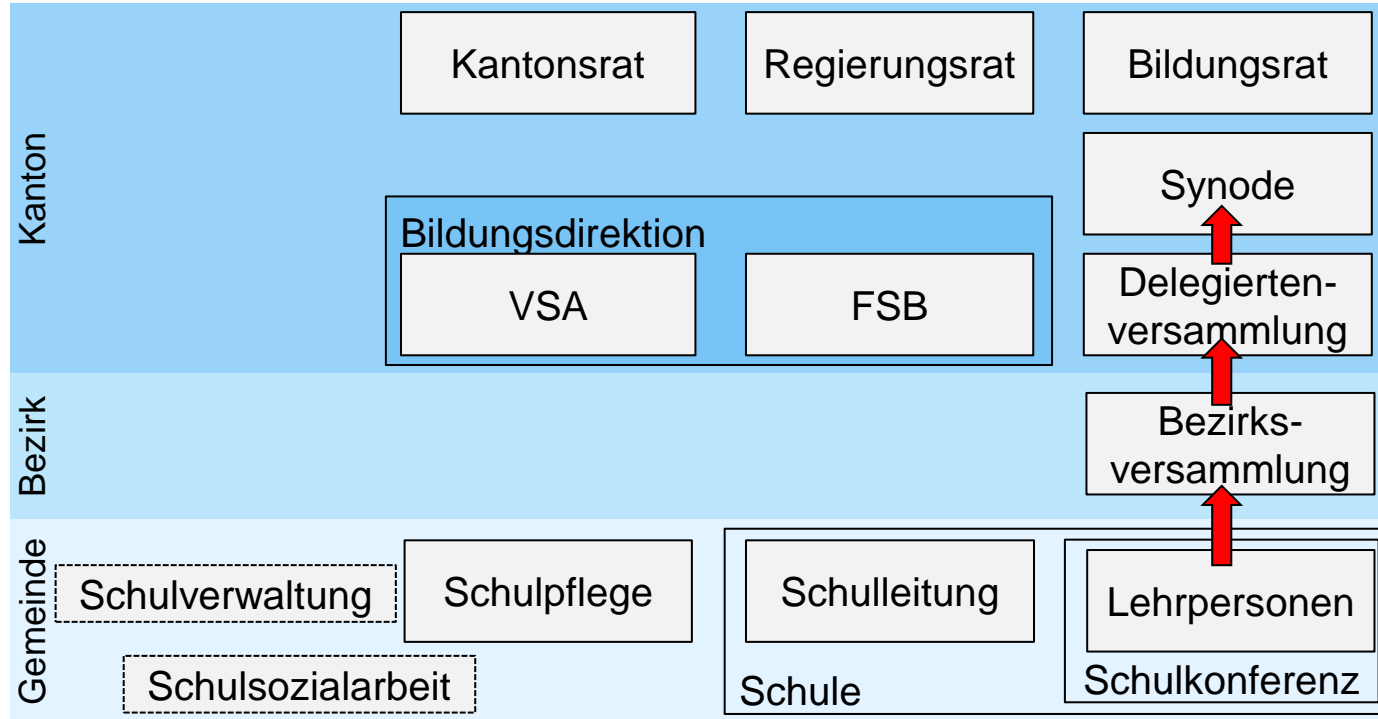 Kanton
Kantonsrat
Regierungsrat
Bildungsrat
Synode
Bildungsdirektion
VSA
FSB
Delegierten-
versammlung
Bezirk
Bezirks-
versammlung
Gemeinde
Schulverwaltung
Schulpflege
Schulleitung
Lehrpersonen
Schulsozialarbeit
Schule
Schulkonferenz